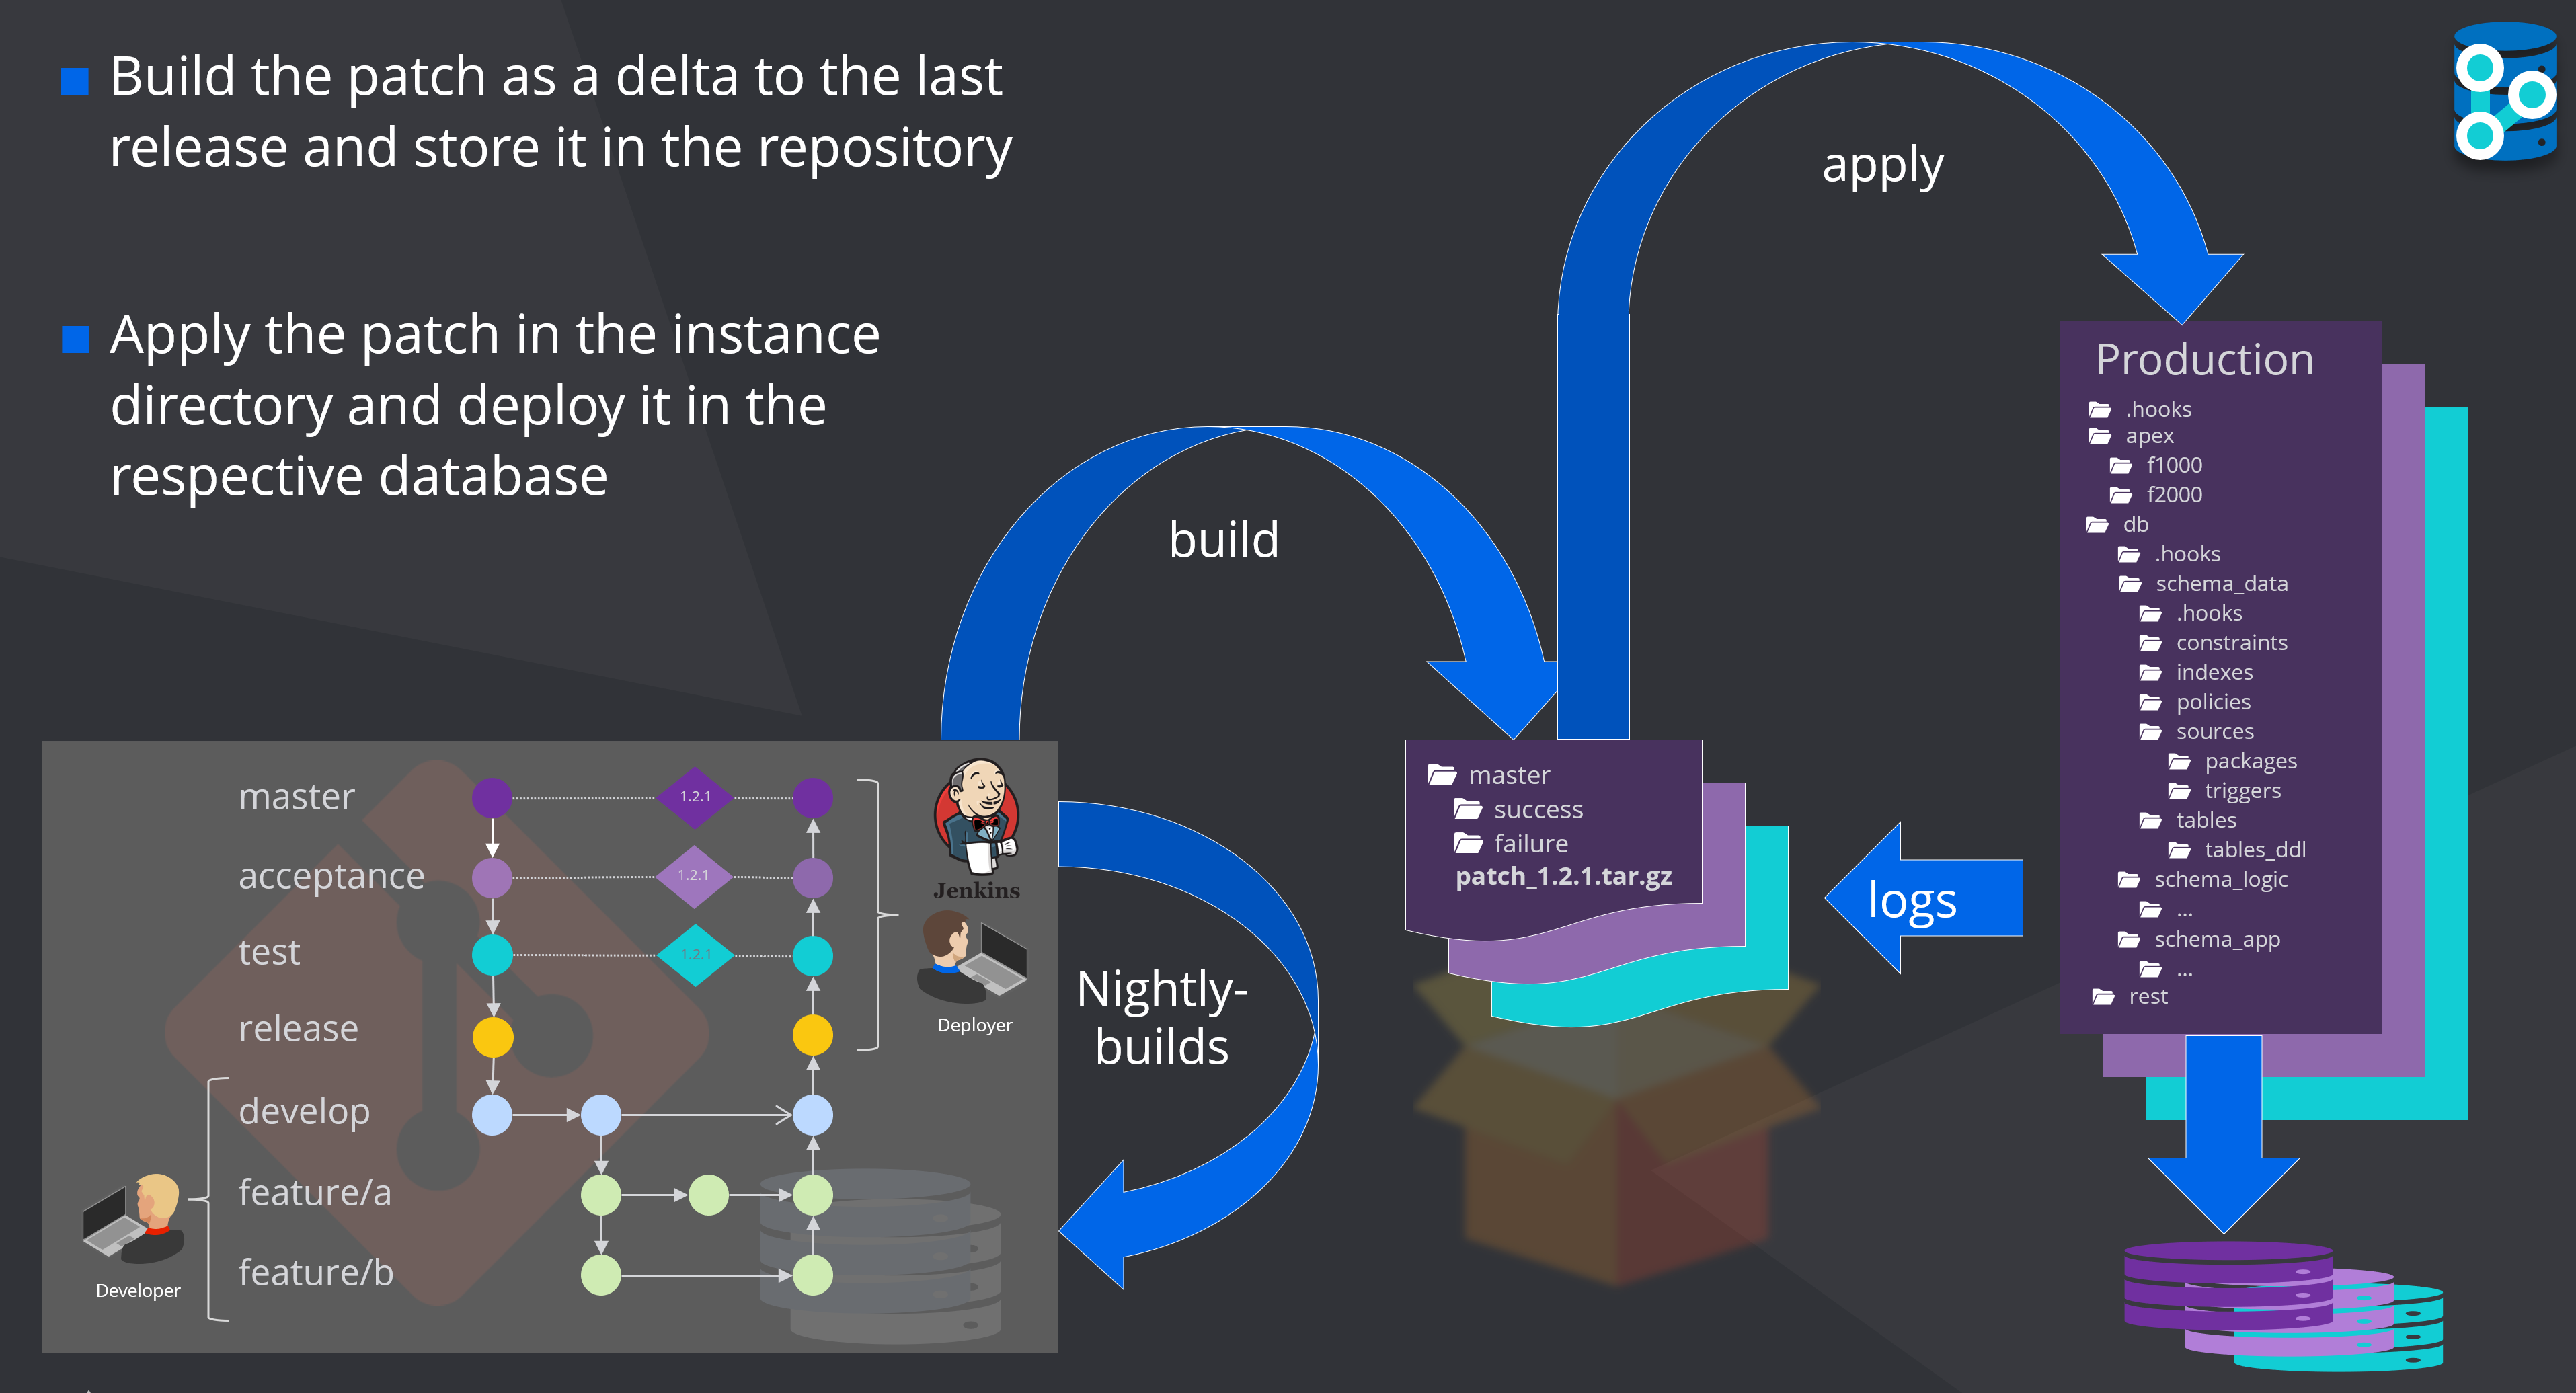 Build the patch as a delta to the last
release and store it in the repository
Apply the patch in the instance
directory and deploy it in the
respective database
apply
build
Nightly-
builds
logs
master
1.2.1
acceptance
1.2.1
test
1.2.1
release
develop
feature/a
feature/b
Developer
Jenkins
Deployer
master
success
failure
patch_1.2.1.tar.gz
Production
.hooks
apex
f1000
f2000
db
.hooks
schema_data
.hooks
constraints
indexes
policies
sources
packages
triggers
tables
tables_ddl
schema_logic
...
schema_app
...
rest